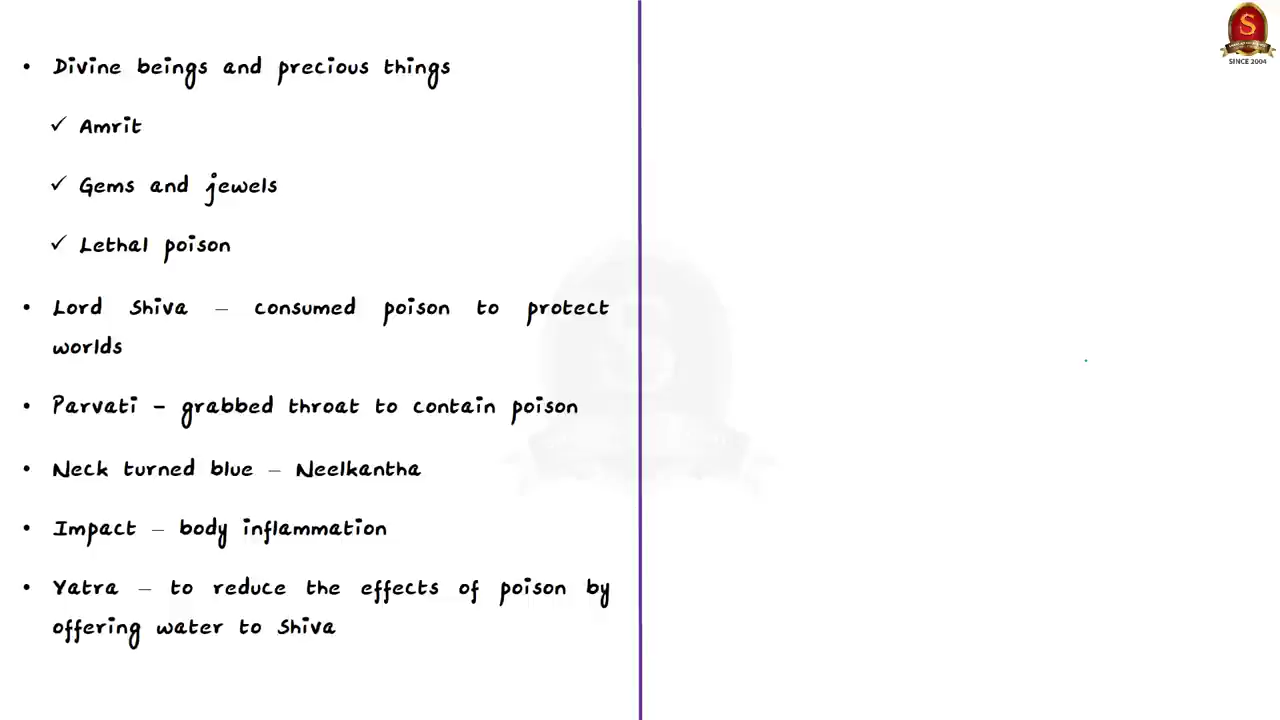 • Divine beings and precious things
✓ Amrit
✓ Gems and jewels
✓ Lethal poison
• Lord Shiva – consumed poison to protect
worlds
• Parvati - grabbed throat to contain poison
• Neck turned blue – Neelkantha
• Impact – body inflammation
• Yatra – to reduce the effects of poison by
offering water to Shiva
S
SINCE 2004